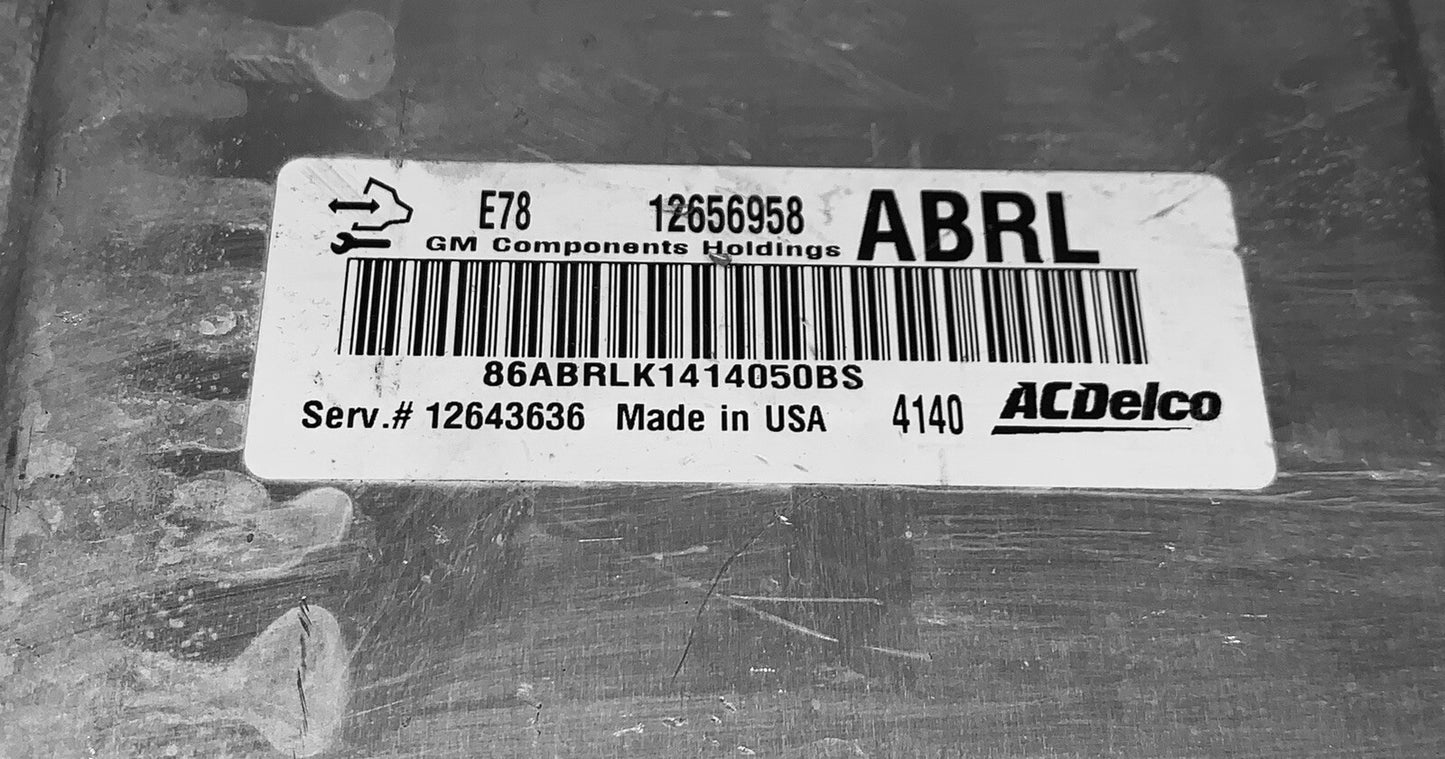 E78 12656958 ABRL
GM Components Holdings
86ABRLK1414050BS
Serv.# 12643636 Made in USA 4140 ACDelco